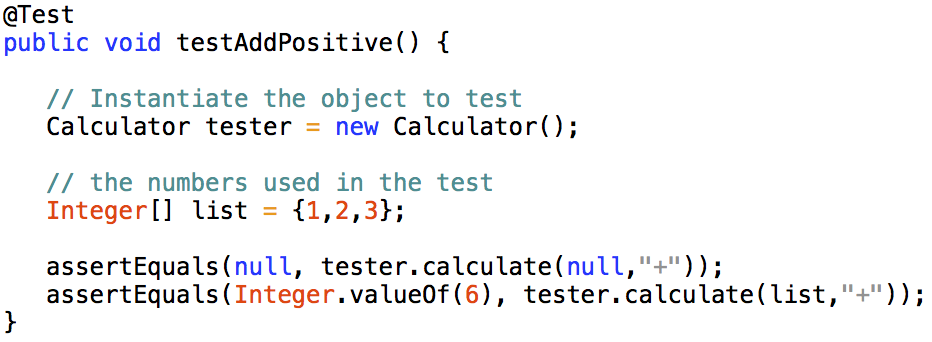 @Test
public void testAddPositive() {
// Instantiate the object to test
Calculator tester = new Calculator();
// the numbers used in the test
Integer[] list = {1,2,3};
assertEquals(null, tester.calculate(null,"+"));
assertEquals(Integer.valueOf(6), tester.calculate(list,"+"));
}